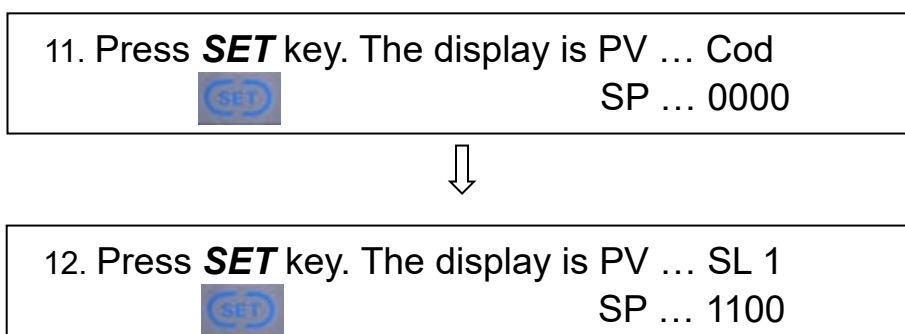 11. Press SET key. The display is PV … Cod
SET SP … 0000
12. Press SET key. The display is PV … SL 1
SET SP … 1100